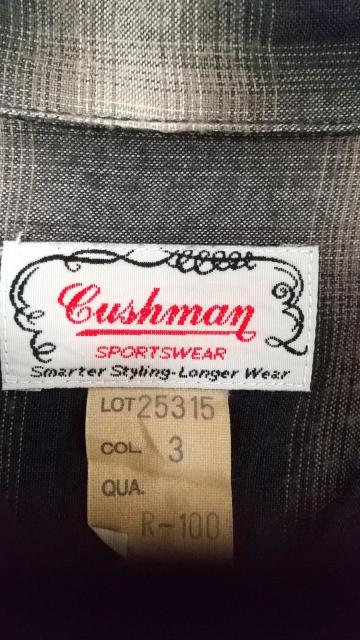 Cushman
SPORTSWEAR
Smarter Styling-Longer Wear
LOT 25315
COL. 3
QUA.
R-100